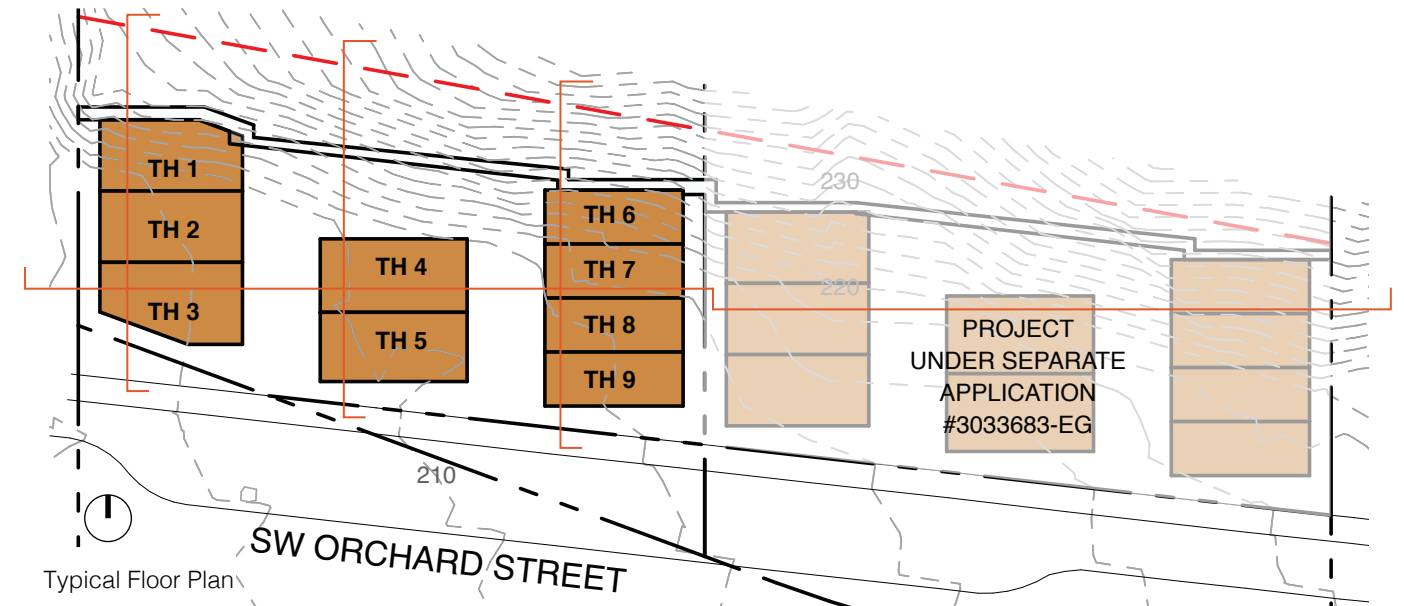 TH 1
TH 2
TH 3
TH 4
TH 5
TH 6
TH 7
TH 8
TH 9
230
220
PROJECT
UNDER SEPARATE
APPLICATION
#3033683-EG
210
SW ORCHARD STREET
Typical Floor Plan